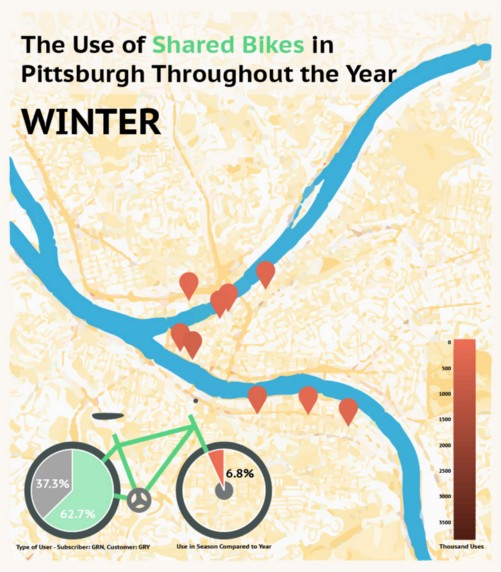 The Use of Shared Bikes in
Pittsburgh Throughout the Year
WINTER
0
500
1000
1500
2000
2500
3000
3500
Thousand Uses
37.3%
62.7%
6.8%
Type of User - Subscriber: GRN, Customer: GRY
Use in Season Compared to Year